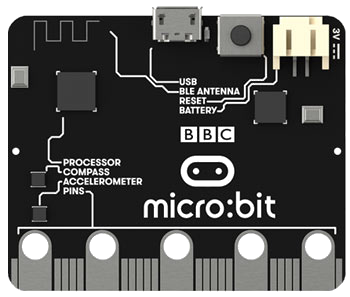 3V
USB
BLE ANTENNA
RESET
BATTERY
BBC
PROCESSOR
COMPASS
ACCELEROMETER
PINS
micro:bit